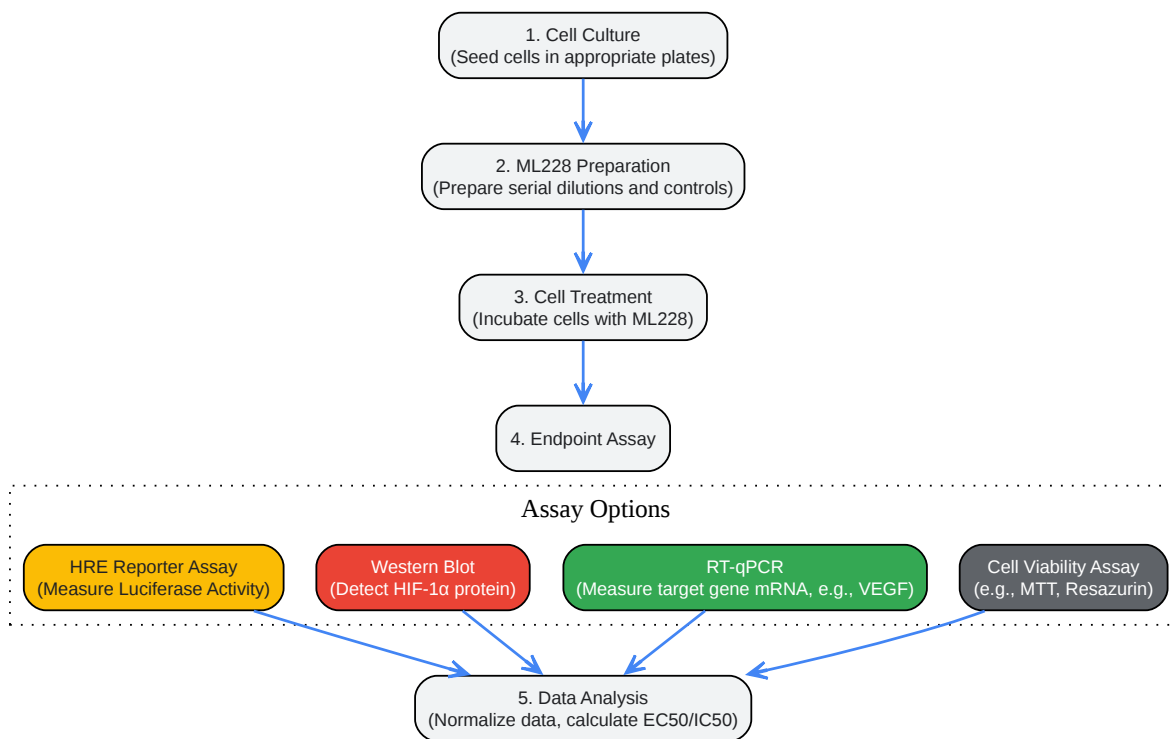 1. Cell Culture
(Seed cells in appropriate plates)
2. ML228 Preparation
(Prepare serial dilutions and controls)
3. Cell Treatment
(Incubate cells with ML228)
4. Endpoint Assay
Assay Options
HRE Reporter Assay
(Measure Luciferase Activity)
Western Blot
(Detect HIF-1α protein)
RT-qPCR
(Measure target gene mRNA, e.g., VEGF)
Cell Viability Assay
(e.g., MTT, Resazurin)
5. Data Analysis
(Normalize data, calculate EC50/IC50)